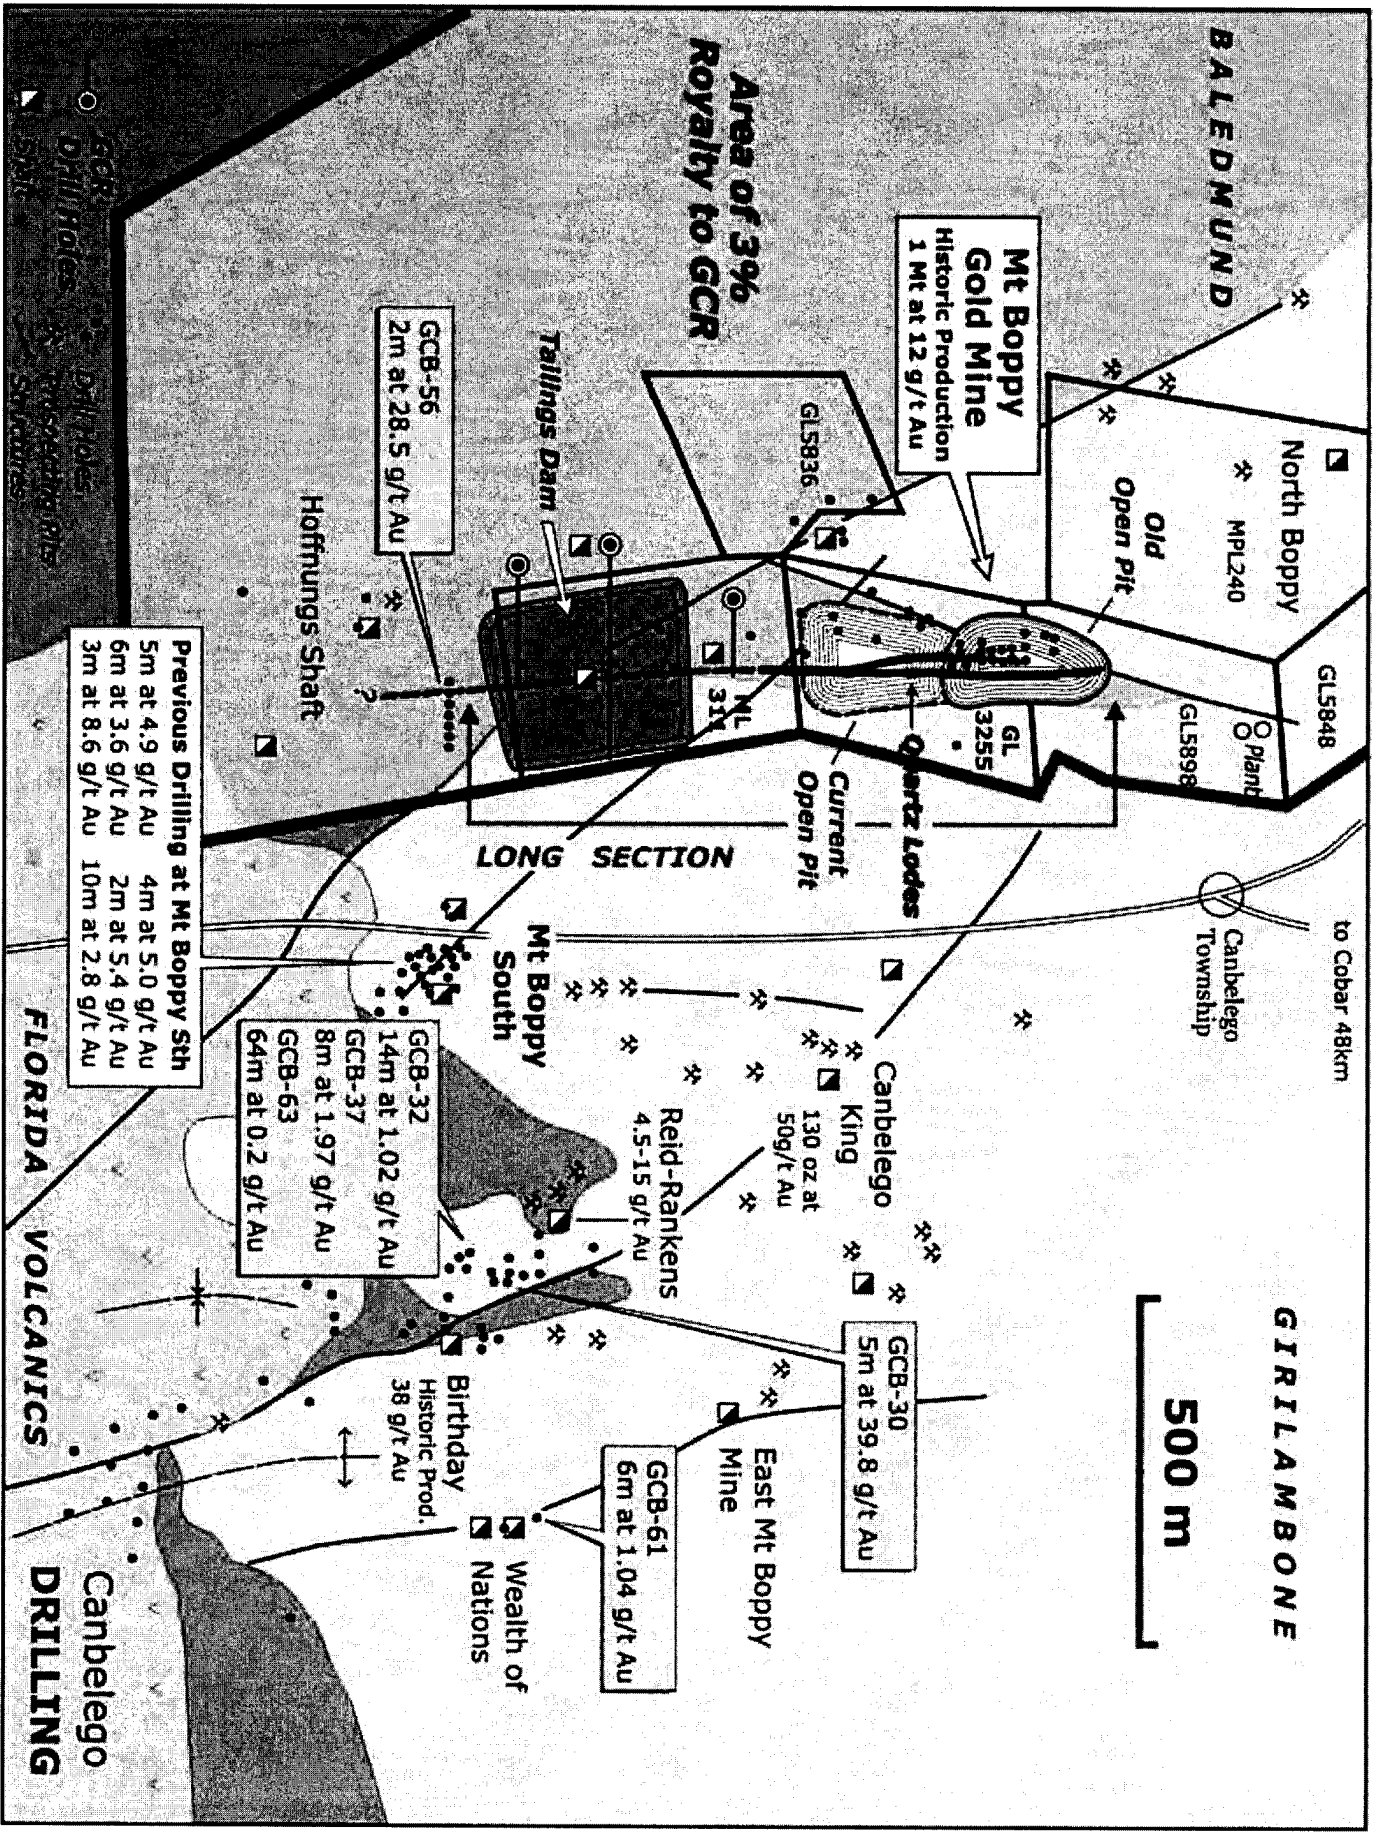 BALEDMUND
GIRILAMBONE
500 m
to Cobar 48km
Canbelego
Township
North Boppy
MPL240
GL5848
GL5898
Plant
Old
Open Pit
Mt Boppy
Gold Mine
Historic Production
1 Mt at 12 g/t Au
GL
3255
Quartz Lodes
Current
Open Pit
GL5836
Area of 3%
Royalty to GCR
ML
311
LONG SECTION
Tailings Dam
GCB-56
2m at 28.5 g/t Au
Hoffnungs Shaft
?
Canbelego
King
130 oz at
50g/t Au
Reid-Rankens
4.5-15 g/t Au
Mt Boppy
South
GCB-30
5m at 39.8 g/t Au
East Mt Boppy
Mine
GCB-61
6m at 1.04 g/t Au
Wealth of
Nations
Birthday
Historic Prod.
38 g/t Au
GCB-32
14m at 1.02 g/t Au
GCB-37
8m at 1.97 g/t Au
GCB-63
64m at 0.2 g/t Au
Previous Drilling at Mt Boppy Sth
5m at 4.9 g/t Au 4m at 5.0 g/t Au
6m at 3.6 g/t Au 2m at 5.4 g/t Au
3m at 8.6 g/t Au 10m at 2.8 g/t Au
FLORIDA VOLCANICS
GCR
Drill Holes
Drill Holes
Prospecting Pits
Shaft
Structures
Canbelego
DRILLING